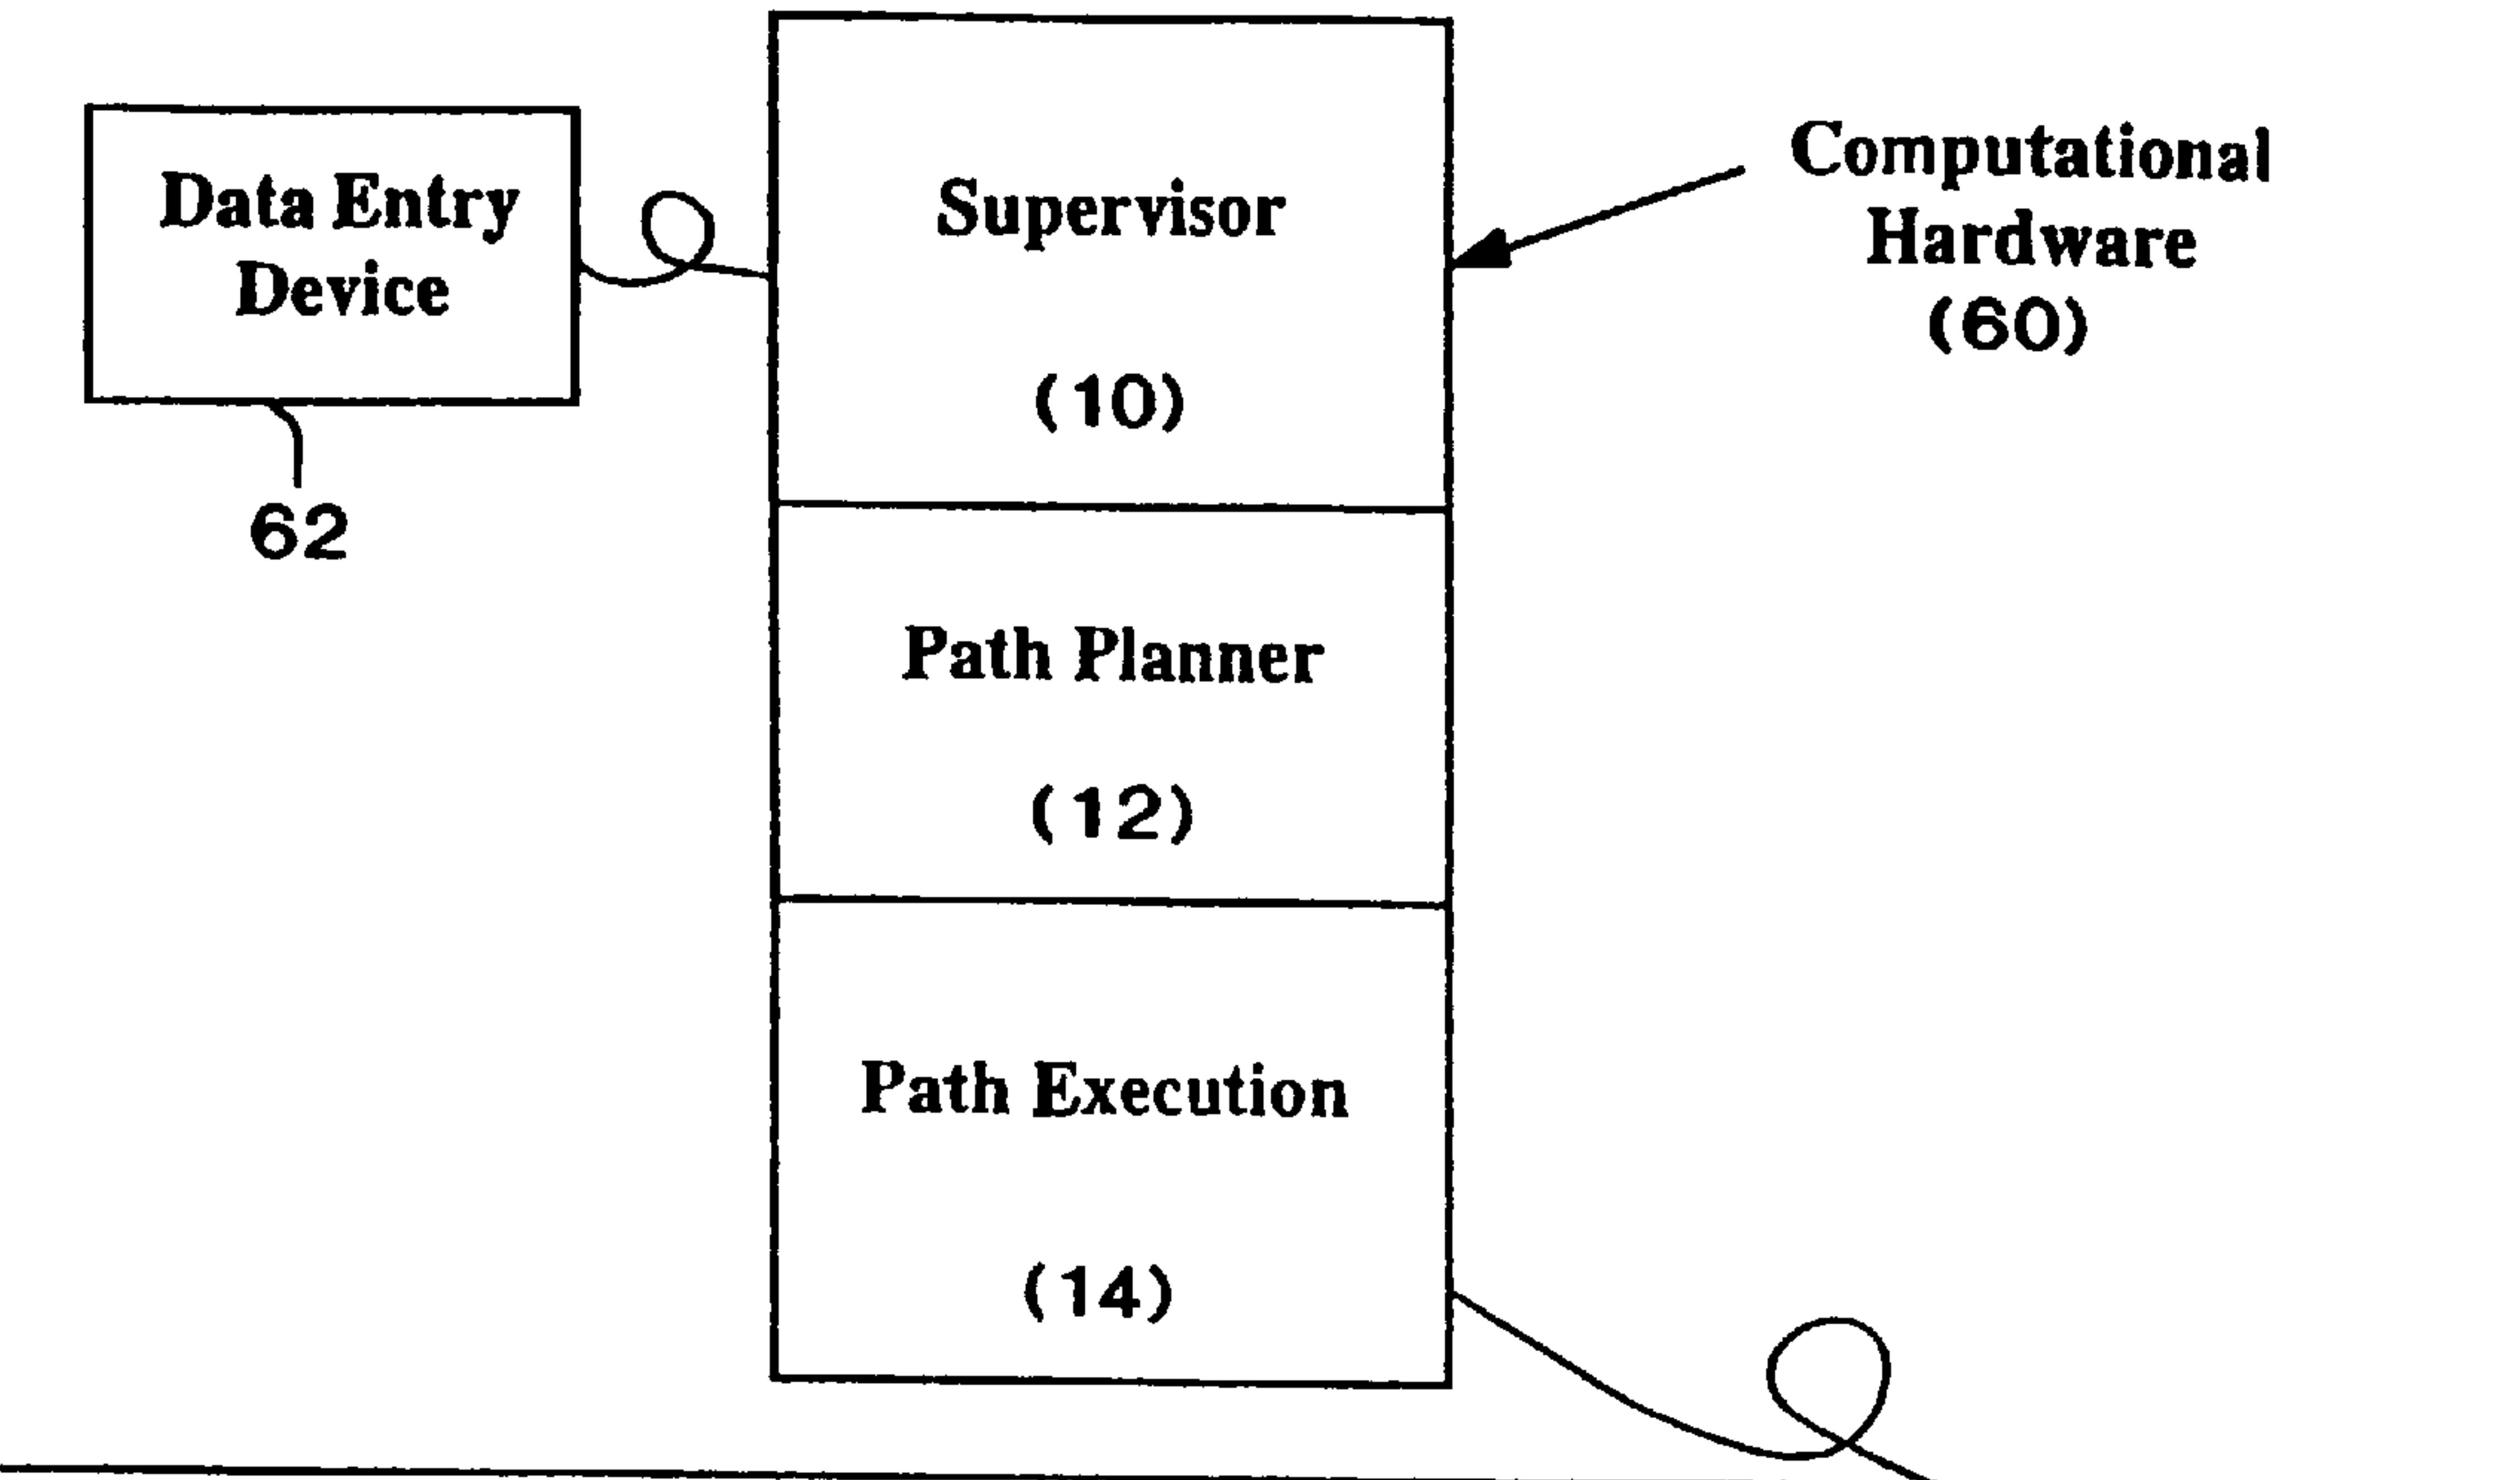 Data Entry
Device
62
Supervisor
(10)
Computational
Hardware
(60)
Path Planner
(12)
Path Execution
(14)